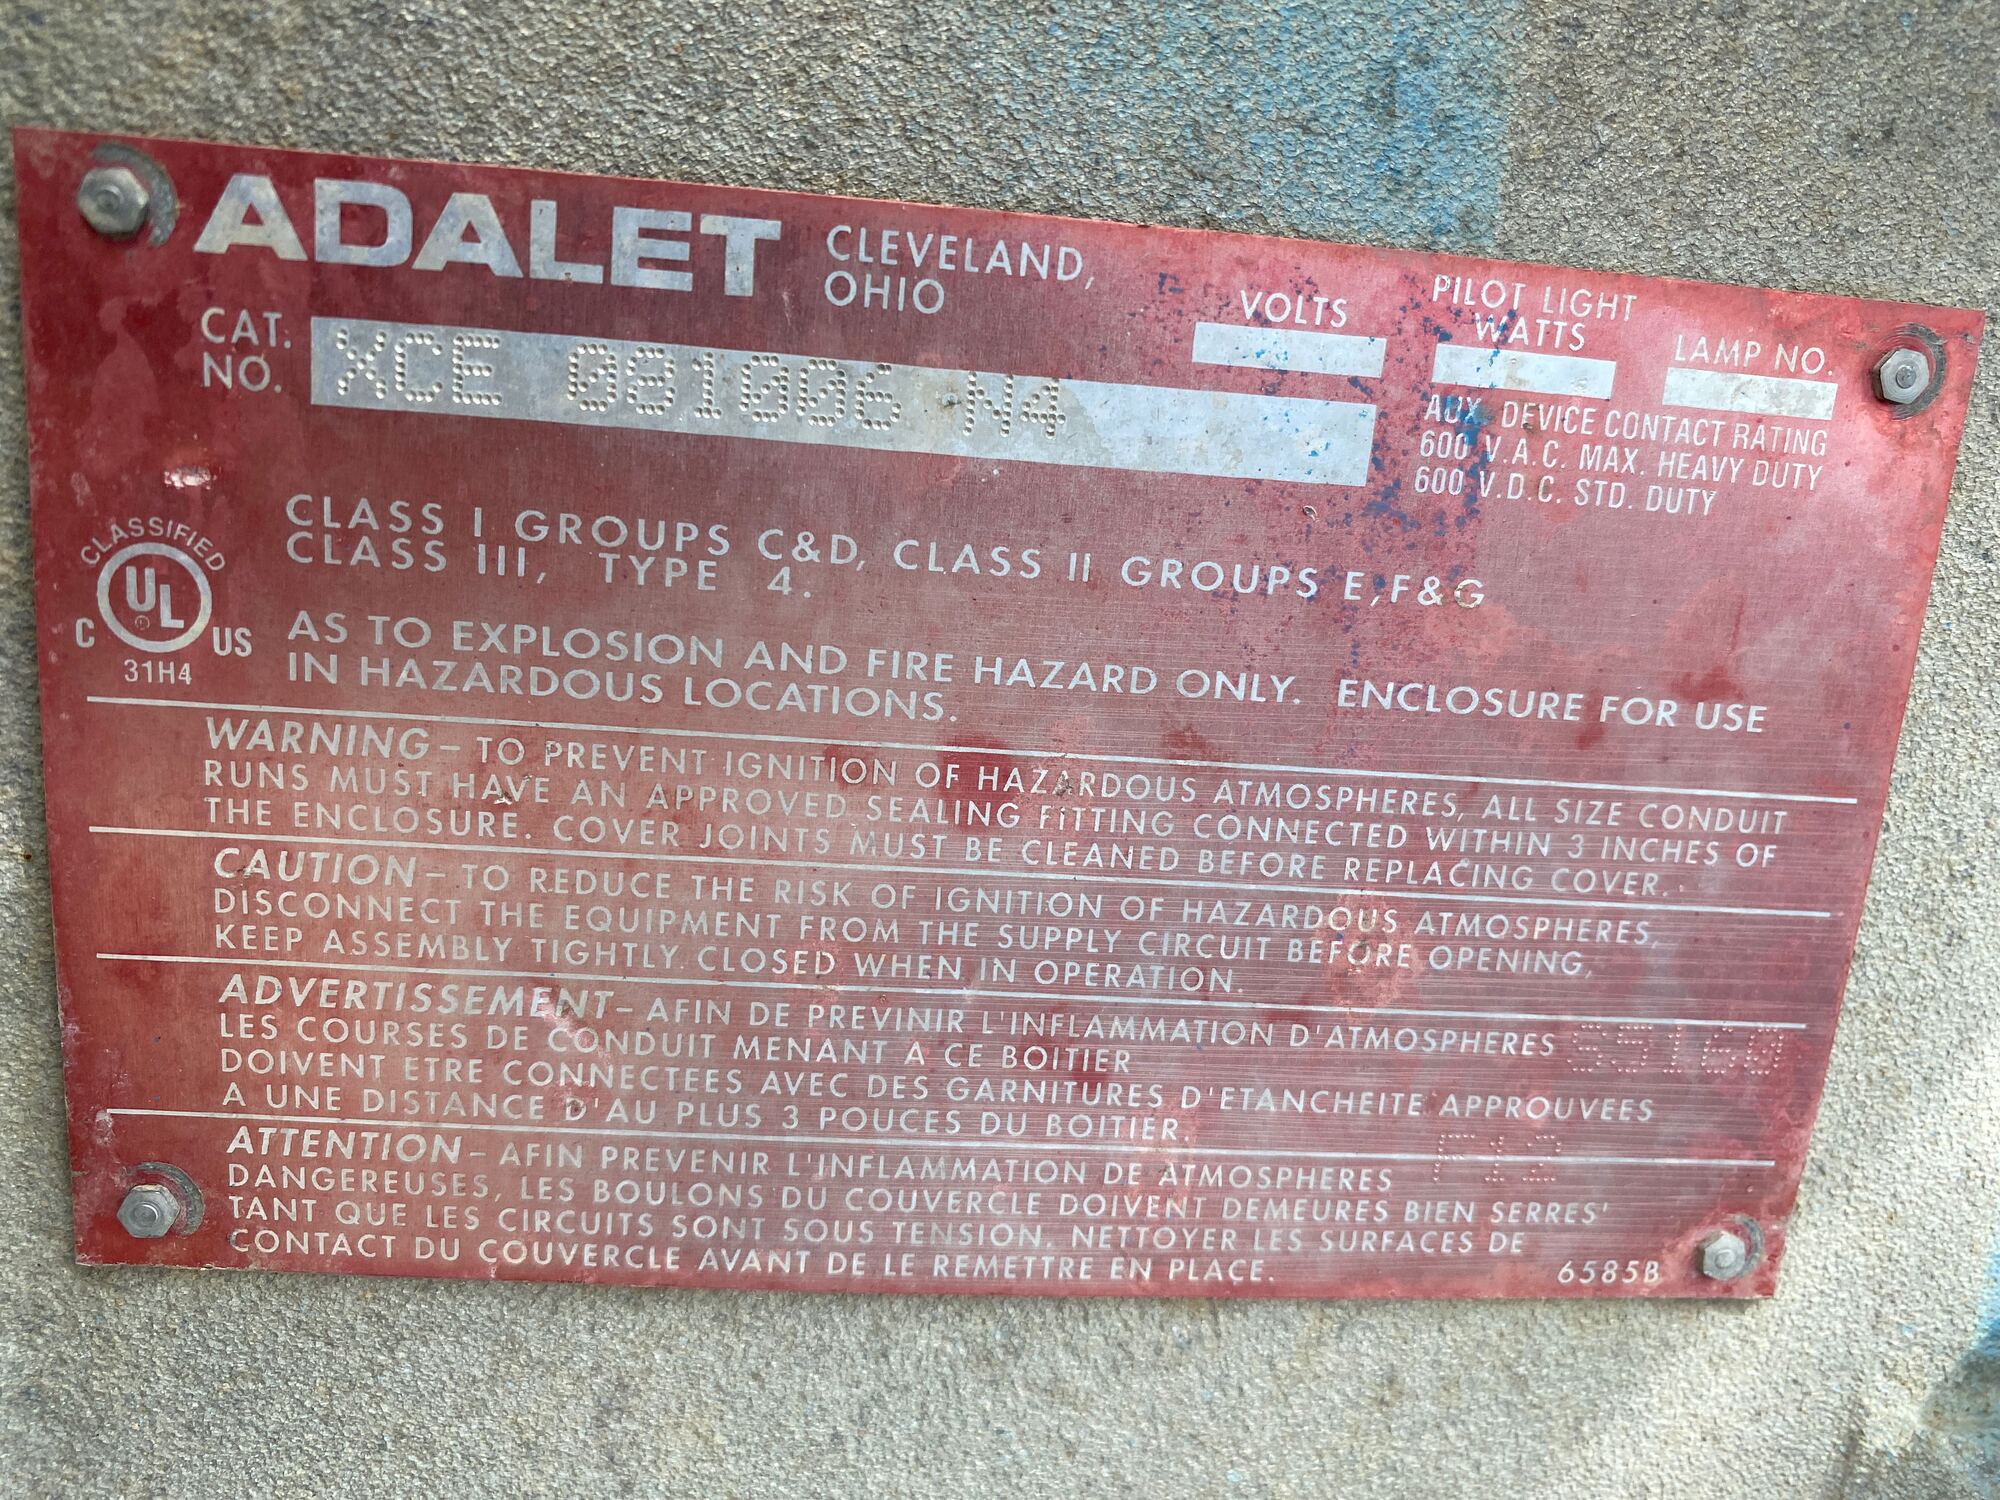 ADALET CLEVELAND,
OHIO
CAT.
NO. XCE 081006 N4
VOLTS
PILOT LIGHT
WATTS
LAMP NO.
AUX. DEVICE CONTACT RATING
600 V.A.C. MAX. HEAVY DUTY
600 V.D.C. STD. DUTY
CLASSIFIED
UL
C US
31H4
CLASS I GROUPS C&D, CLASS II GROUPS E,F&G
CLASS III, TYPE 4.
AS TO EXPLOSION AND FIRE HAZARD ONLY. ENCLOSURE FOR USE
IN HAZARDOUS LOCATIONS.
WARNING – TO PREVENT IGNITION OF HAZARDOUS ATMOSPHERES, ALL SIZE CONDUIT
RUNS MUST HAVE AN APPROVED SEALING FITTING CONNECTED WITHIN 3 INCHES OF
THE ENCLOSURE. COVER JOINTS MUST BE CLEANED BEFORE REPLACING COVER.
CAUTION – TO REDUCE THE RISK OF IGNITION OF HAZARDOUS ATMOSPHERES,
DISCONNECT THE EQUIPMENT FROM THE SUPPLY CIRCUIT BEFORE OPENING,
KEEP ASSEMBLY TIGHTLY CLOSED WHEN IN OPERATION.
ADVERTISSEMENT – AFIN DE PREVINIR L'INFLAMMATION D'ATMOSPHERES
LES COURSES DE CONDUIT MENANT A CE BOITIER
DOIVENT ETRE CONNECTEES AVEC DES GARNITURES D'ETANCHEITE APPROUVEES
A UNE DISTANCE D'AU PLUS 3 POUCES DU BOITIER.
ATTENTION – AFIN PREVENIR L'INFLAMMATION DE ATMOSPHERES
DANGEREUSES, LES BOULONS DU COUVERCLE DOIVENT DEMEURES BIEN SERRES'
TANT QUE LES CIRCUITS SONT SOUS TENSION. NETTOYER LES SURFACES DE
CONTACT DU COUVERCLE AVANT DE LE REMETTRE EN PLACE.
6585B